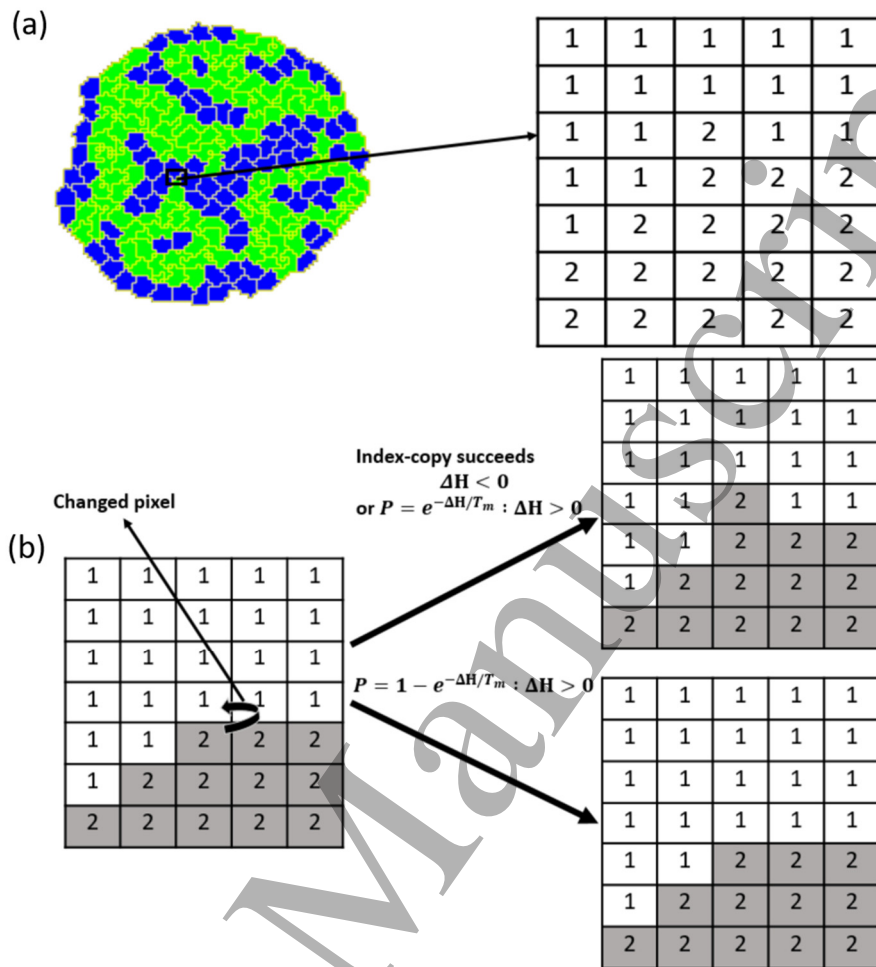 (a)
1 1 1 1 1
1 1 1 1 1
1 1 2 1 1
1 1 2 2 2
1 2 2 2 2
2 2 2 2 2
2 2 2 2 2
Index-copy succeeds
ΔH < 0
or P = e^{-ΔH/T_m} : ΔH > 0
1 1 1 1 1
1 1 1 1 1
1 1 1 1 1
1 1 2 1 1
1 1 2 2 2
1 2 2 2 2
2 2 2 2 2
Changed pixel
(b)
1 1 1 1 1
1 1 1 1 1
1 1 1 1 1
1 1 1 1 1
1 1 2 2 2
1 2 2 2 2
2 2 2 2 2
P = 1 − e^{-ΔH/T_m} : ΔH > 0
1 1 1 1 1
1 1 1 1 1
1 1 1 1 1
1 1 1 1 1
1 1 2 2 2
1 2 2 2 2
2 2 2 2 2
Manuscrip